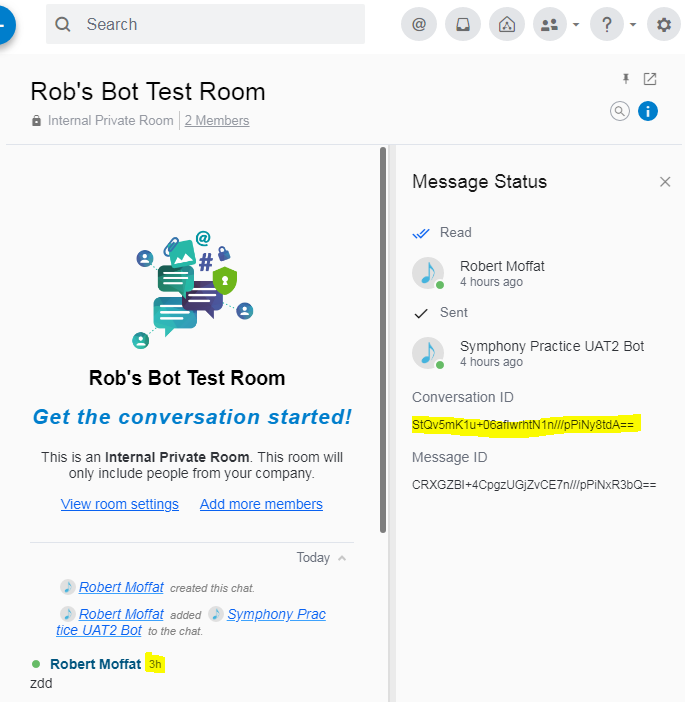 Search
@
?
Rob's Bot Test Room
Internal Private Room
2 Members
i
@
#
Rob's Bot Test Room
Get the conversation started!
This is an Internal Private Room. This room will
only include people from your company.
View room settings
Add more members
Today
Robert Moffat created this chat.
Robert Moffat added Symphony Prac
tice UAT2 Bot to the chat.
Robert Moffat 3h
zdd
Message Status
Read
Robert Moffat
4 hours ago
Sent
Symphony Practice UAT2 Bot
4 hours ago
Conversation ID
StQv5mK1u+06aflwrhtN1n///pPiNy8tdA==
Message ID
CRXGZBI+4CpgzUGjZvCE7n///pPiNxR3bQ==